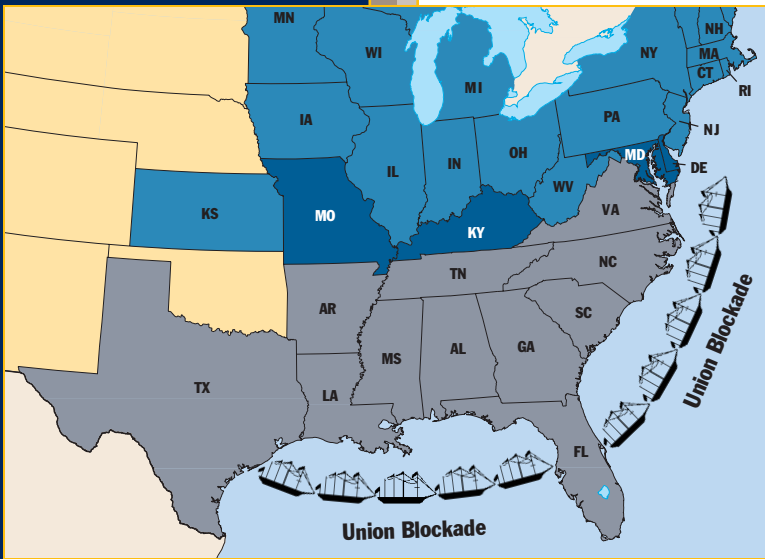 MN
NH
WI
NY
MA
MI
CT
RI
IA
PA
NJ
OH
IL
IN
MD
DE
WV
KS
MO
VA
KY
NC
TN
AR
SC
MS
AL
GA
TX
LA
FL
Union Blockade
Union Blockade